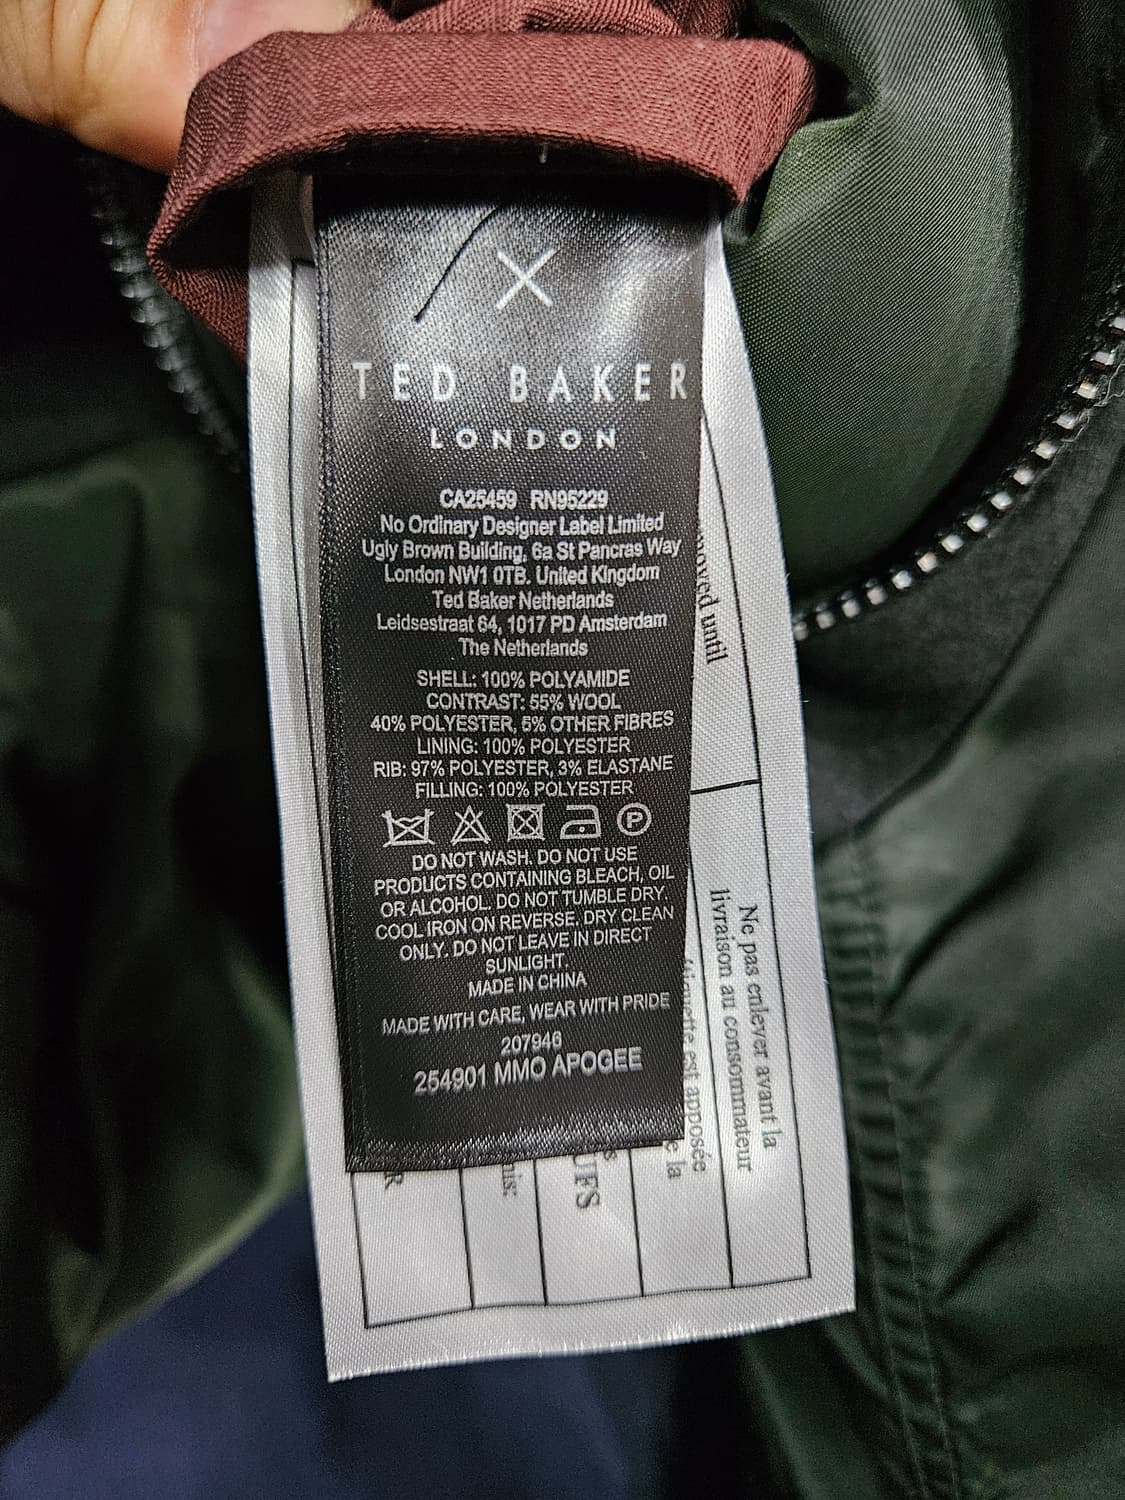 TED BAKER
LONDON
CA25459 RN95229
No Ordinary Designer Label Limited
Ugly Brown Building, 6a St Pancras Way
London NW1 0TB. United Kingdom
Ted Baker Netherlands
Leidsestraat 64, 1017 PD Amsterdam
The Netherlands
SHELL: 100% POLYAMIDE
CONTRAST: 55% WOOL
40% POLYESTER, 5% OTHER FIBRES
LINING: 100% POLYESTER
RIB: 97% POLYESTER, 3% ELASTANE
FILLING: 100% POLYESTER
P
DO NOT WASH. DO NOT USE
PRODUCTS CONTAINING BLEACH, OIL
OR ALCOHOL. DO NOT TUMBLE DRY.
COOL IRON ON REVERSE. DRY CLEAN
ONLY. DO NOT LEAVE IN DIRECT
SUNLIGHT.
MADE IN CHINA
MADE WITH CARE, WEAR WITH PRIDE
207946
254901 MMO APOGEE
until
Ne pas enlever avant la
livraison au consommateur
est apposée
la